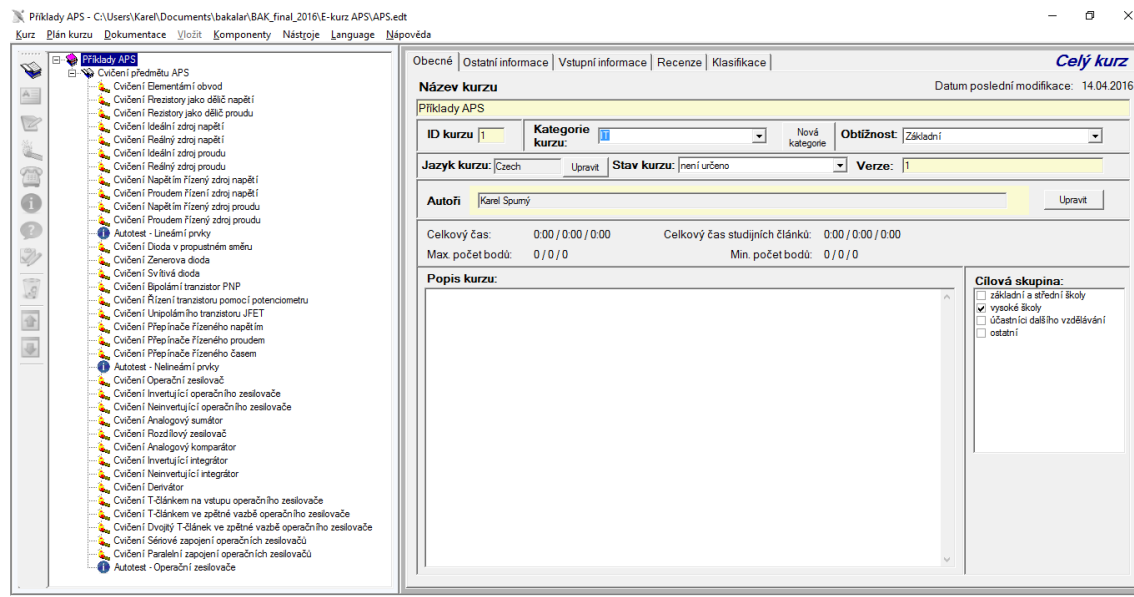 Příklady APS - C:\Users\Karel\Documents\bakalar\BAK_final_2016\E-kurz APS\APS.edt
Kurz Plán kurzu Dokumentace Vložit Komponenty Nástroje Language Nápověda
Příklady APS
Cvičení předmětu APS
Cvičení Elementární obvod
Cvičení Rrezistory jako dělič napětí
Cvičení Rezistory jako dělič proudu
Cvičení Ideální zdroj napětí
Cvičení Reálný zdroj napětí
Cvičení Ideální zdroj proudu
Cvičení Reálný zdroj proudu
Cvičení Napětím řízený zdroj napětí
Cvičení Proudem řízení zdroj napětí
Cvičení Napětím řízený zdroj proudu
Cvičení Proudem řízený zdroj proudu
Autotest - Lineární prvky
Cvičení Dioda v propustném směru
Cvičení Zenerova dioda
Cvičení Svítivá dioda
Cvičení Bipolární tranzistor PNP
Cvičení Řízení tranzistoru pomocí potenciometru
Cvičení Unipolárního tranzistoru JFET
Cvičení Přepínače řízeného napětím
Cvičení Přepínače řízeného proudem
Cvičení Přepínače řízeného časem
Autotest - Nelineární prvky
Cvičení Operační zesilovač
Cvičení Invertující operačního zesilovače
Cvičení Neinvertující operačního zesilovače
Cvičení Analogový sumátor
Cvičení Rozdílový zesilovač
Cvičení Analogový komparátor
Cvičení Invertující integrátor
Cvičení Neinvertující integrátor
Cvičení Derivátor
Cvičení T-článkem na vstupu operačního zesilovače
Cvičení T-článkem ve zpětné vazbě operačního zesilovače
Cvičení Dvojitý T-článek ve zpětné vazbě operačního zesilovače
Cvičení Sériové zapojení operačních zesilovačů
Cvičení Paralelní zapojení operačních zesilovačů
Autotest - Operační zesilovače
Obecné Ostatní informace Vstupní informace Recenze Klasifikace
Celý kurz
Název kurzu
Datum poslední modifikace: 14.04.2016
Příklady APS
ID kurzu 1 Kategorie kurzu: IT Nová kategorie Obtížnost: Základní
Jazyk kurzu: Czech Upravit Stav kurzu: není určeno Verze: 1
Autoři Karel Spurný Upravit
Celkový čas: 0:00 / 0:00 / 0:00 Celkový čas studijních článků: 0:00 / 0:00 / 0:00
Max. počet bodů: 0 / 0 / 0 Min. počet bodů: 0 / 0 / 0
Popis kurzu:
Cílová skupina:
základní a střední školy
vysoké školy
účastníci dalšího vzdělávání
ostatní